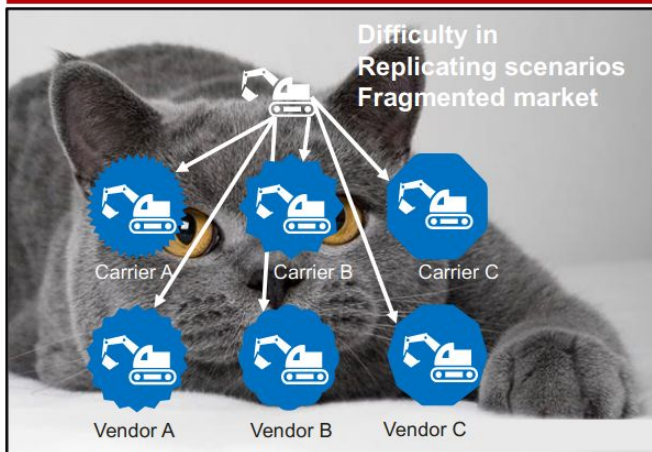 Difficulty in
Replicating scenarios
Fragmented market
Carrier A
Carrier B
Carrier C
Vendor A
Vendor B
Vendor C